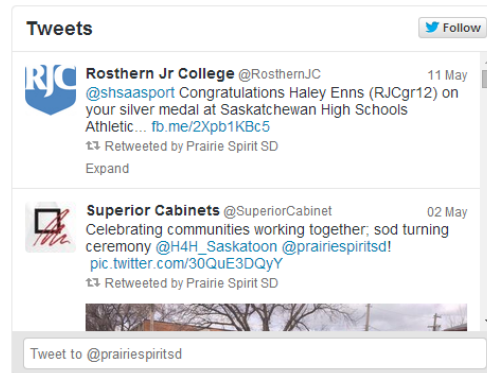 Tweets
Follow
RJC
Rosthern Jr College @RosthernJC 11 May
@shsaasport Congratulations Haley Enns (RJCgr12) on
your silver medal at Saskatchewan High Schools
Athletic... fb.me/2Xpb1KBc5
Retweeted by Prairie Spirit SD
Expand
Superior Cabinets @SuperiorCabinet 02 May
Celebrating communities working together; sod turning
ceremony @H4H_Saskatoon @prairiespiritsd!
pic.twitter.com/30QuE3DQyY
Retweeted by Prairie Spirit SD
Tweet to @prairiespiritsd